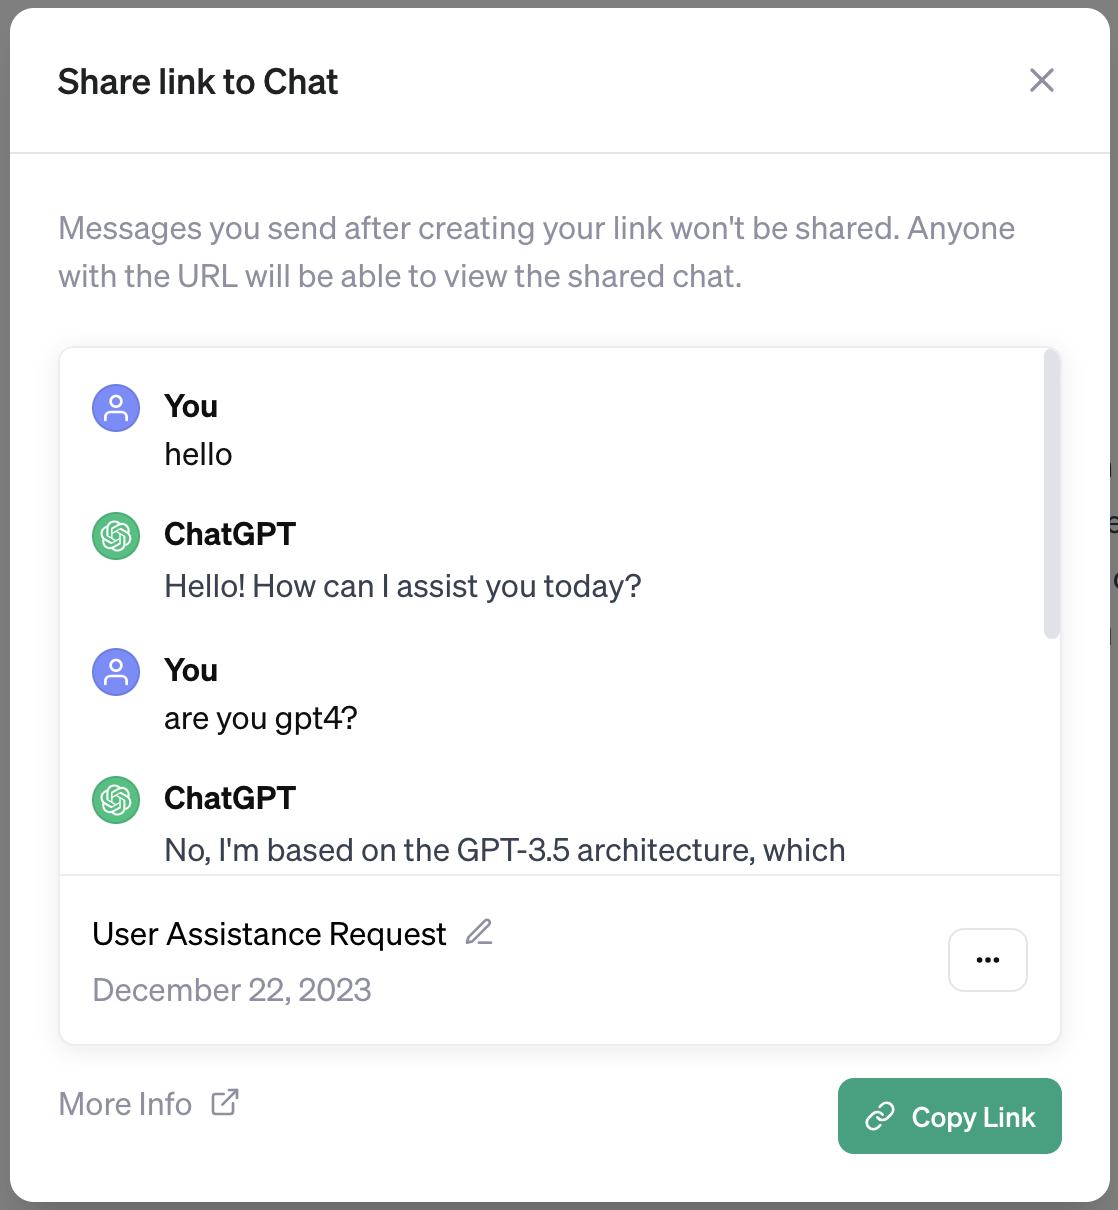 Share link to Chat
Messages you send after creating your link won't be shared. Anyone
with the URL will be able to view the shared chat.
You
hello
ChatGPT
Hello! How can I assist you today?
You
are you gpt4?
ChatGPT
No, I'm based on the GPT-3.5 architecture, which
User Assistance Request
December 22, 2023
More Info
Copy Link